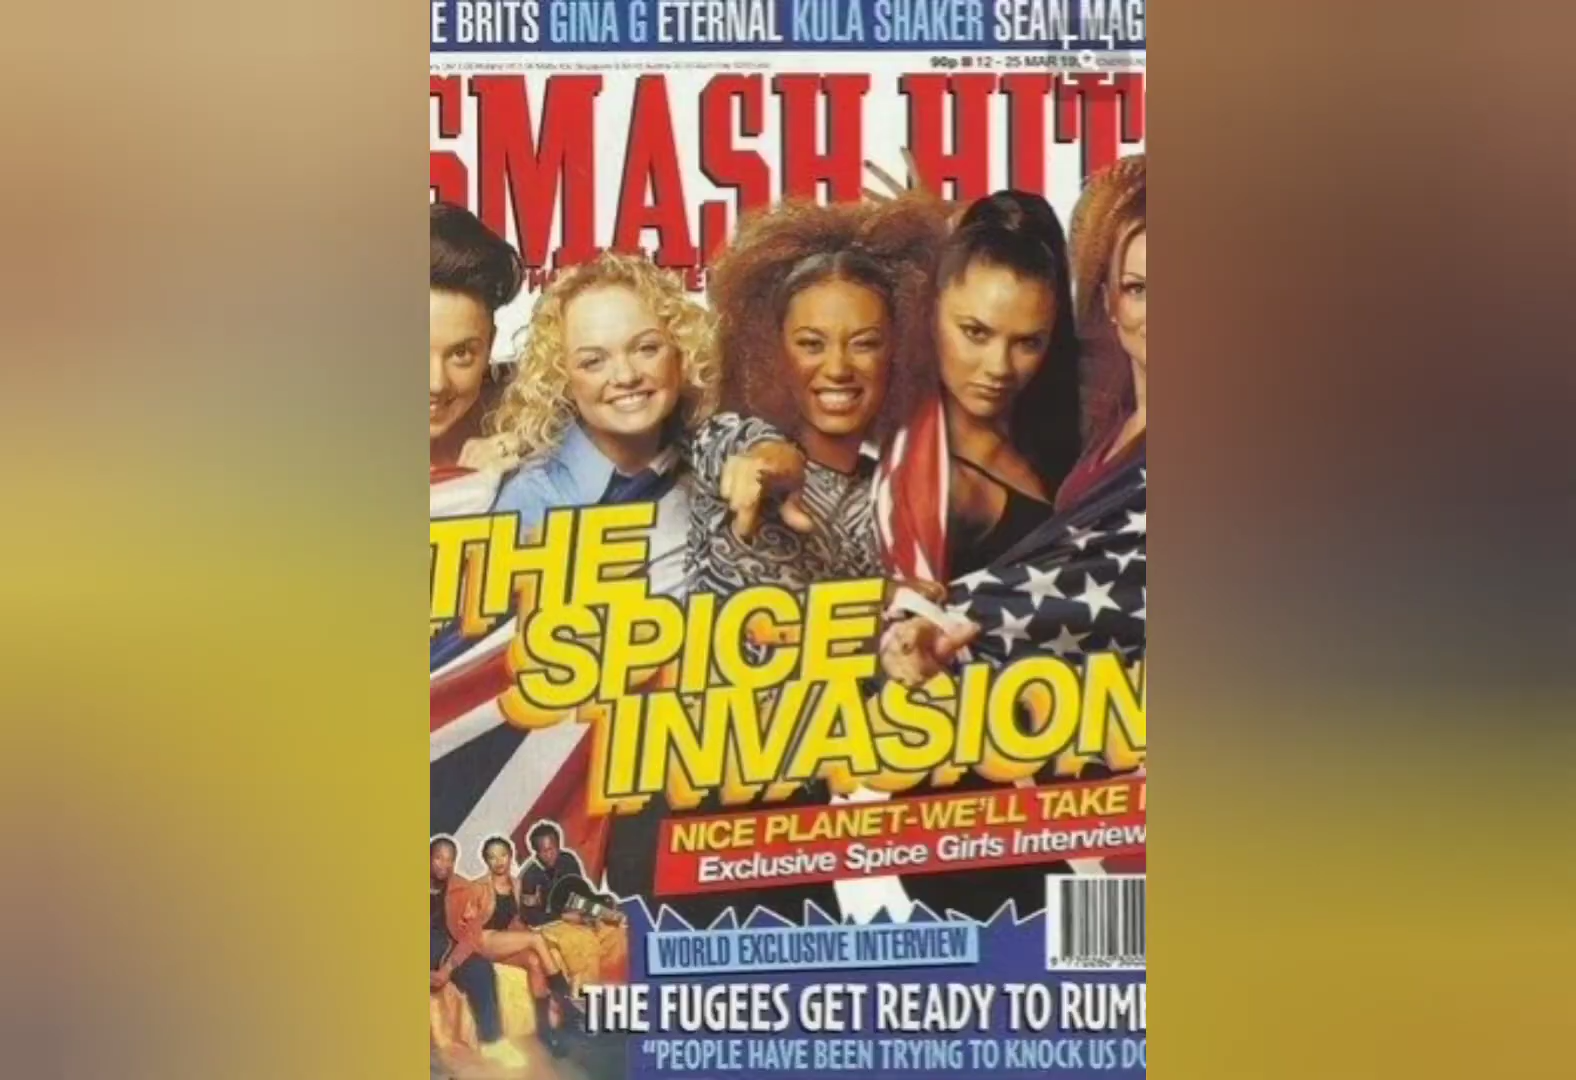 E BRITS GINA G ETERNAL KULA SHAKER SEAN MAG
90p 12 - 25 MAR 19
SMASH HIT
THE
SPICE
INVASION
NICE PLANET-WE'LL TAKE I
Exclusive Spice Girls Interview
WORLD EXCLUSIVE INTERVIEW
THE FUGEES GET READY TO RUMB
"PEOPLE HAVE BEEN TRYING TO KNOCK US DO